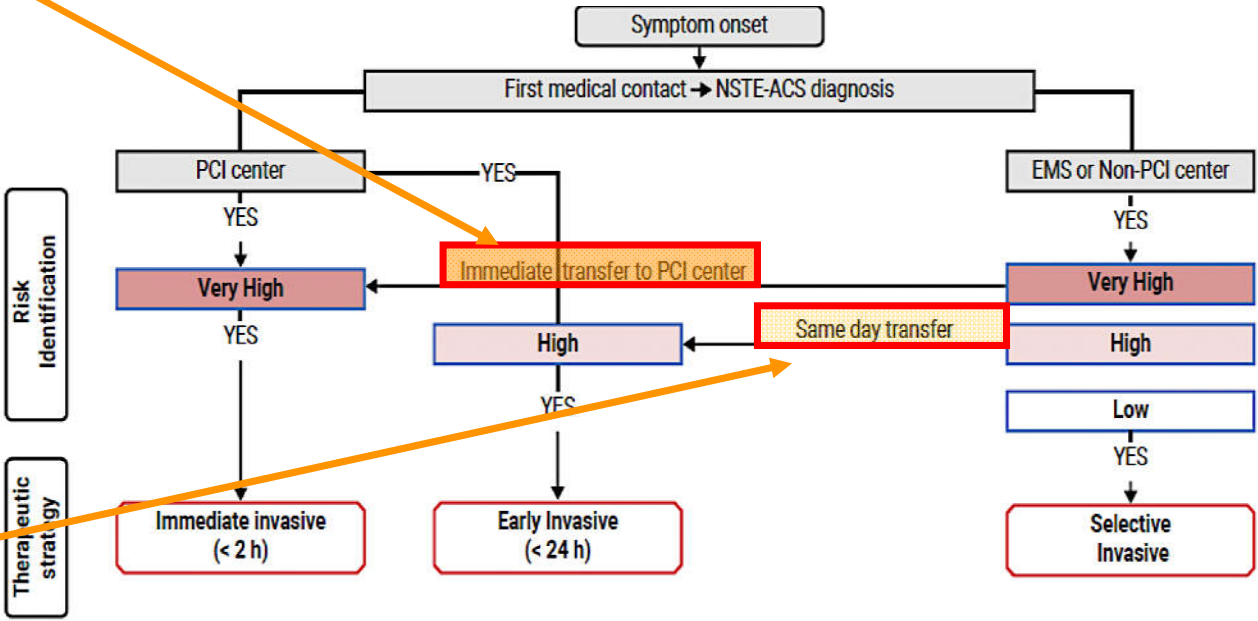 Symptom onset
First medical contact → NSTE-ACS diagnosis
PCI center
YES
EMS or Non-PCI center
YES
YES
Risk
Identification
Immediate transfer to PCI center
Very High
Very High
YES
Same day transfer
High
High
YES
Low
YES
Therapeutic
strategy
Immediate invasive
(< 2 h)
Early Invasive
(< 24 h)
Selective
Invasive